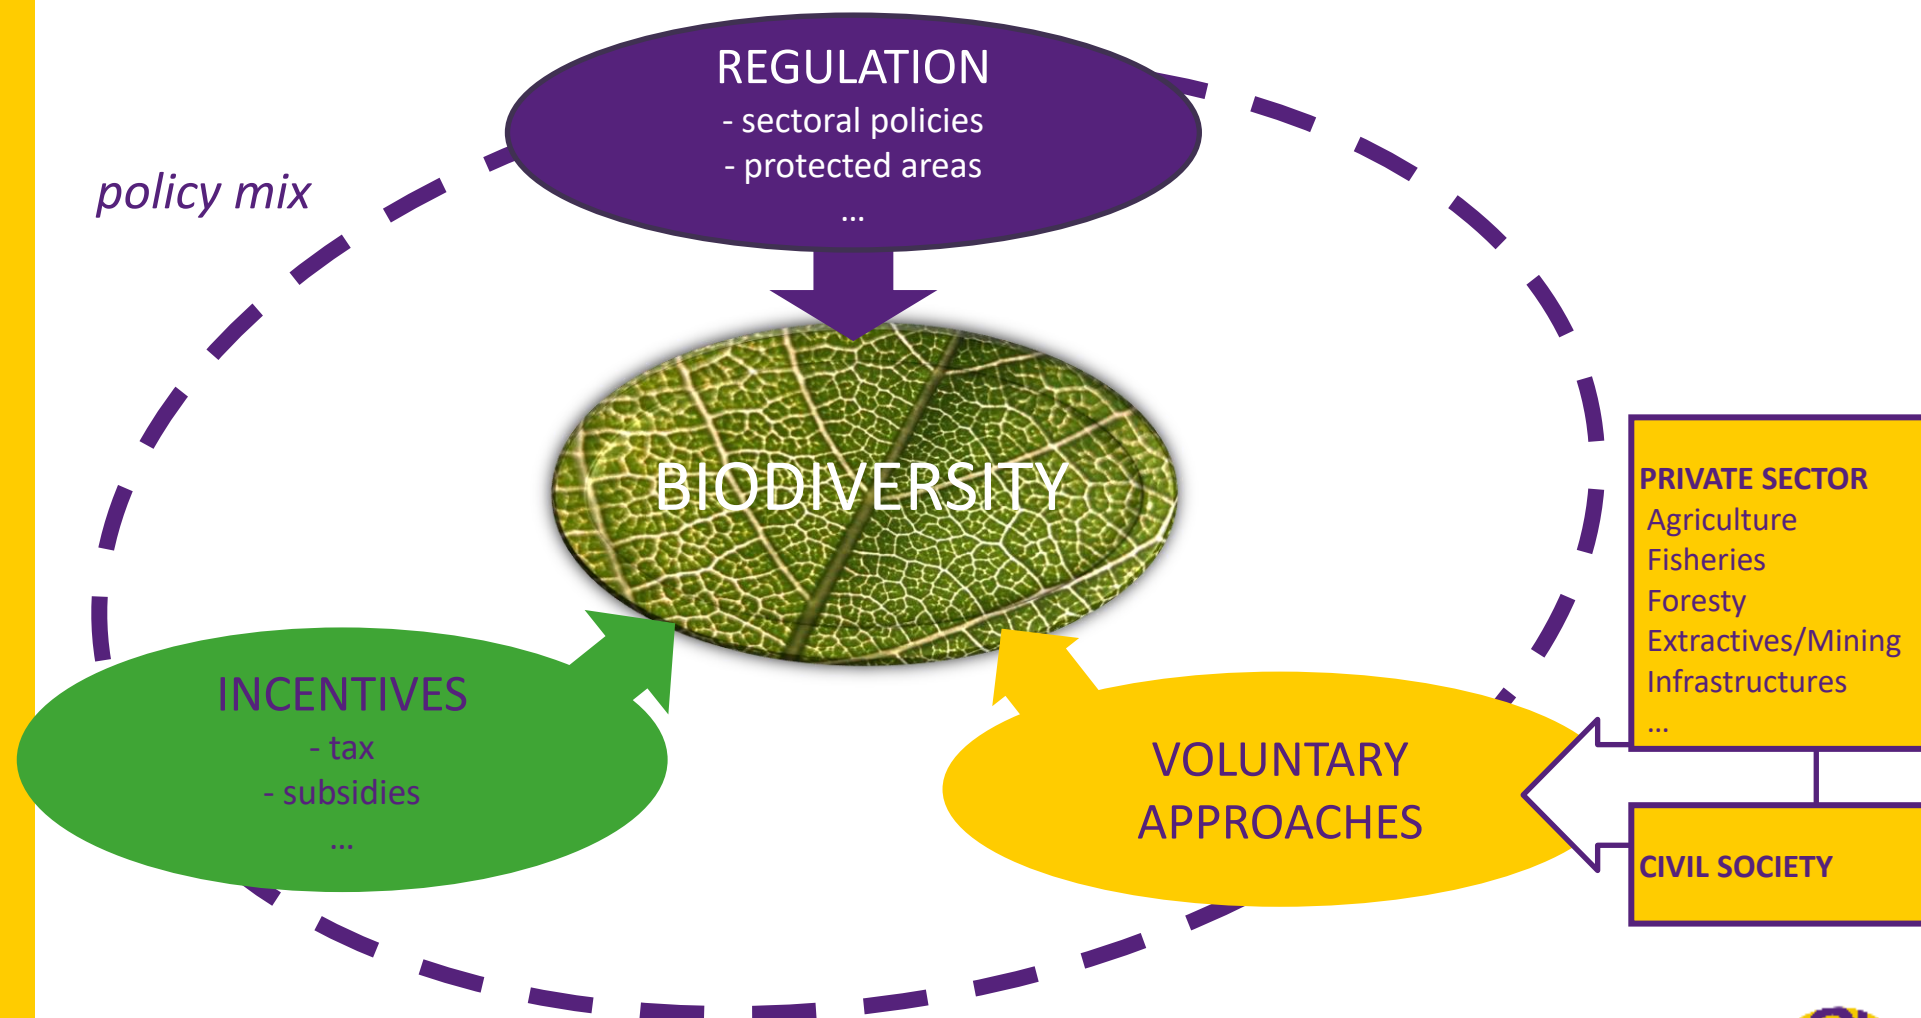 REGULATION
- sectoral policies
- protected areas
...
policy mix
BIODIVERSITY
INCENTIVES
- tax
- subsidies
...
VOLUNTARY
APPROACHES
PRIVATE SECTOR
Agriculture
Fisheries
Foresty
Extractives/Mining
Infrastructures
...
CIVIL SOCIETY